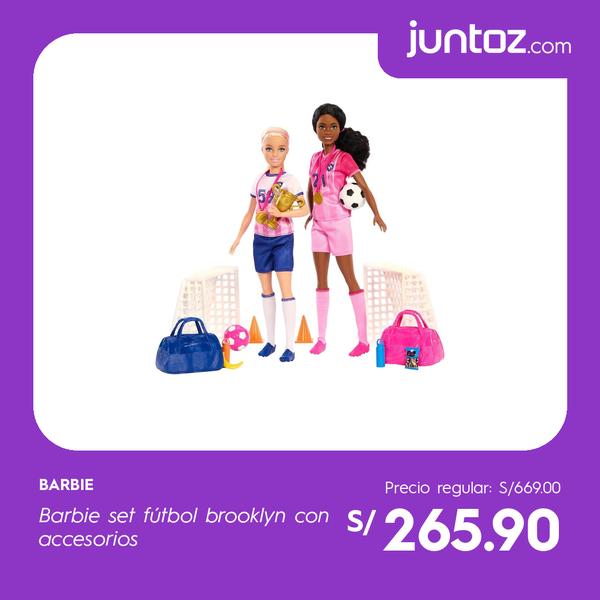 juntoz.com
BARBIE
Barbie set fútbol brooklyn con
accesorios
Precio regular: S/669.00
S/265.90